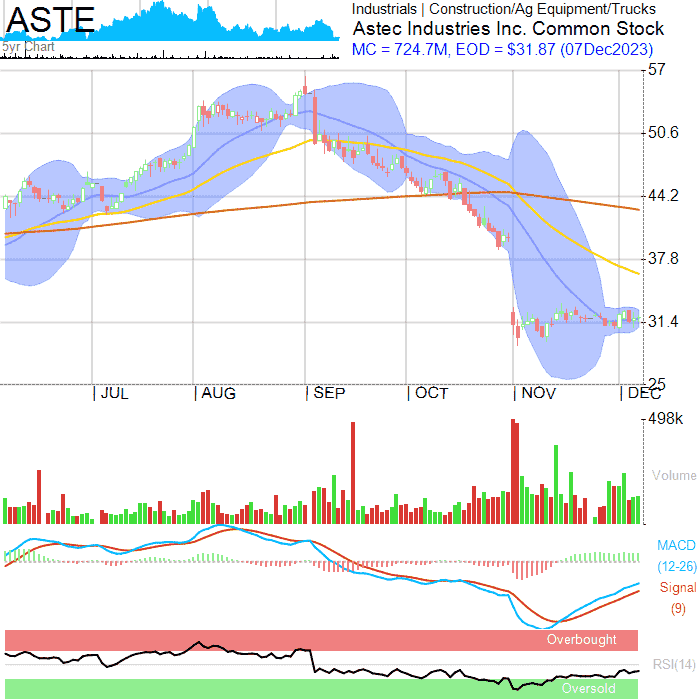 ASTE
5yr Chart
Industrials | Construction/Ag Equipment/Trucks
Astec Industries Inc. Common Stock
MC = 724.7M, EOD = $31.87 (07Dec2023)
57
50.6
44.2
37.8
31.4
25
| JUL | AUG | SEP | OCT | NOV | DEC
498k
Volume
MACD
(12-26)
Signal
(9)
Overbought
RSI(14)
Oversold